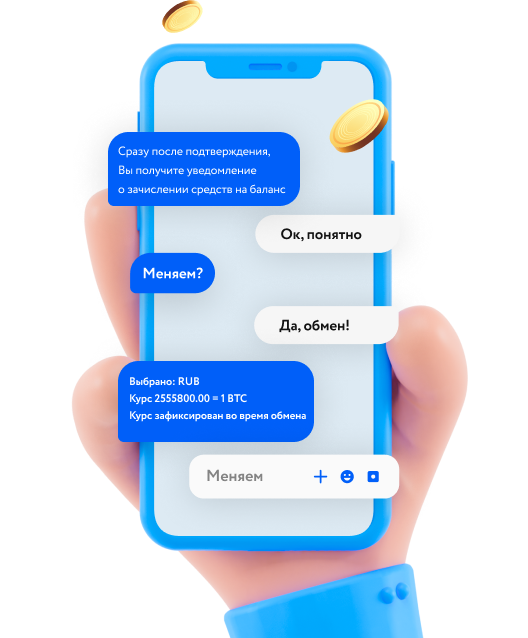 Сразу после подтверждения,
Вы получите уведомление
о зачислении средств на баланс
Ок, понятно
Меняем?
Да, обмен!
Выбрано: RUB
Курс 2555800.00 = 1 BTC
Курс зафиксирован во время обмена
Меняем